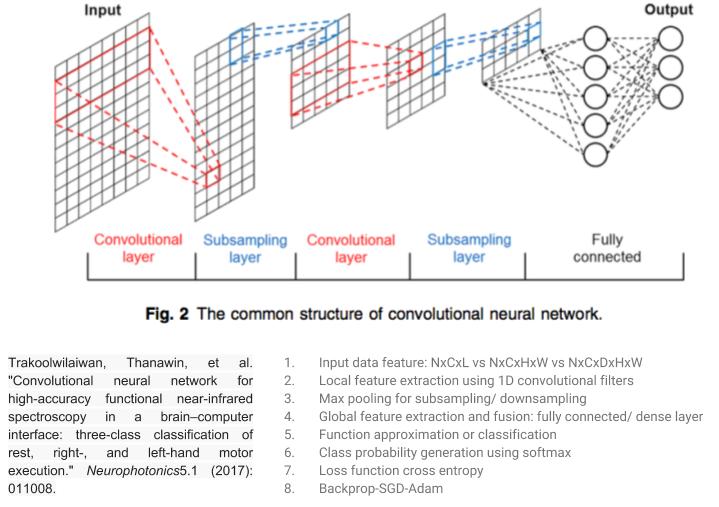 Input
Output
Convolutional
layer
Subsampling
layer
Convolutional
layer
Subsampling
layer
Fully
connected
Fig. 2 The common structure of convolutional neural network.
Trakoolwilaiwan, Thanawin, et al.
"Convolutional neural network for
high-accuracy functional near-infrared
spectroscopy in a brain–computer
interface: three-class classification of
rest, right-, and left-hand motor
execution." Neurophotonics5.1 (2017):
011008.
1. Input data feature: NxCxL vs NxCxHxW vs NxCxDxHxW
2. Local feature extraction using 1D convolutional filters
3. Max pooling for subsampling/ downsampling
4. Global feature extraction and fusion: fully connected/ dense layer
5. Function approximation or classification
6. Class probability generation using softmax
7. Loss function cross entropy
8. Backprop-SGD-Adam